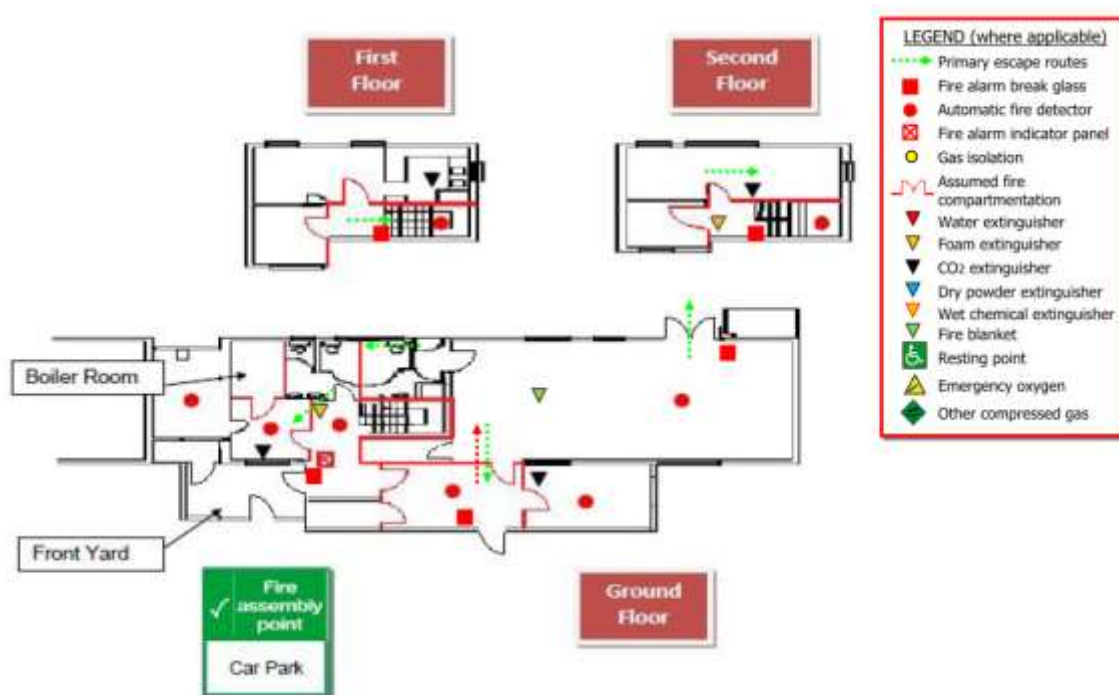 First
Floor
Second
Floor
LEGEND (where applicable)
Primary escape routes
Fire alarm break glass
Automatic fire detector
Fire alarm indicator panel
Gas isolation
Assumed fire
compartmentation
Water extinguisher
Foam extinguisher
CO2 extinguisher
Dry powder extinguisher
Wet chemical extinguisher
Fire blanket
Resting point
Emergency oxygen
Other compressed gas
Boiler Room
Front Yard
Fire
assembly
point
Car Park
Ground
Floor